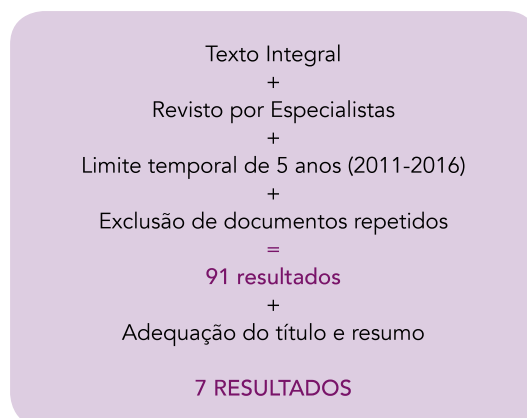 Texto Integral
+
Revisto por Especialistas
+
Limite temporal de 5 anos (2011-2016)
+
Exclusão de documentos repetidos
=
91 resultados
+
Adequação do título e resumo
7 RESULTADOS